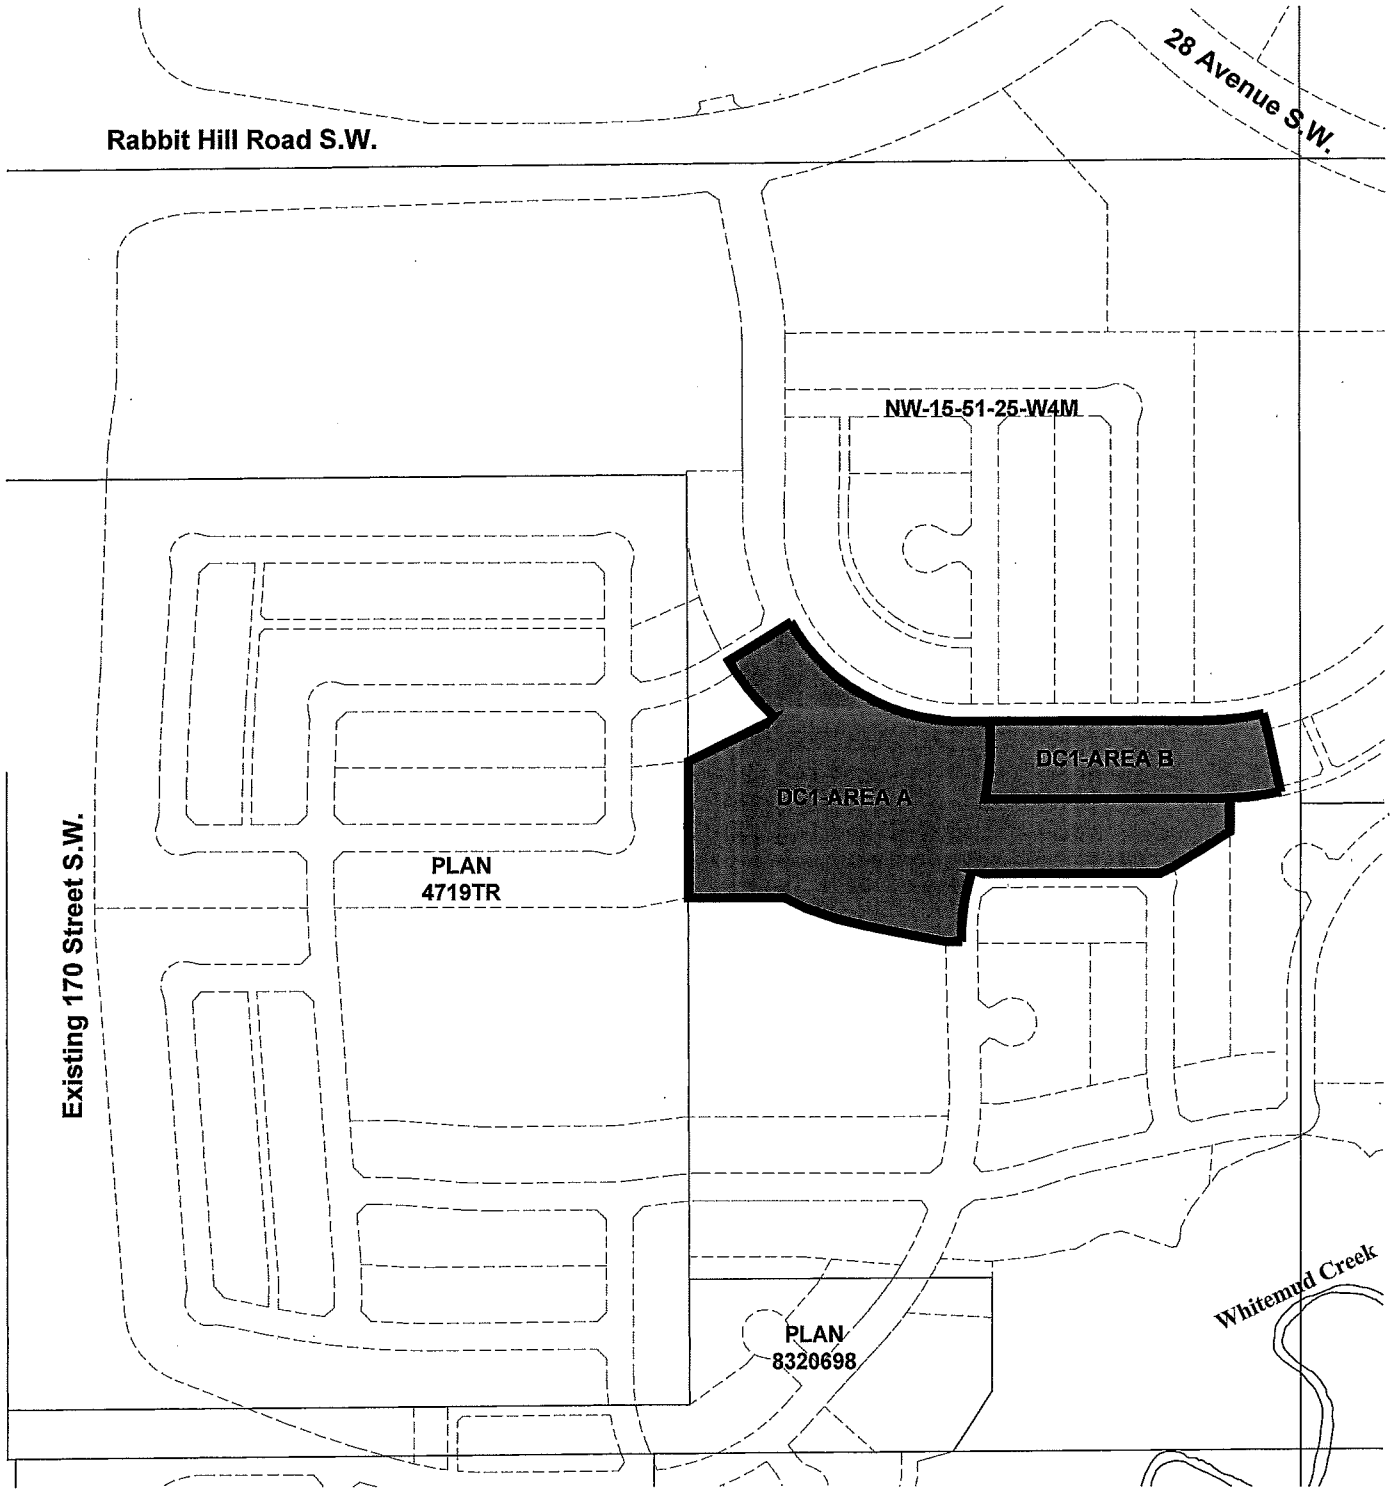 28 Avenue S.W.
Rabbit Hill Road S.W.
NW-15-51-25-W4M
DC1-AREA B
DC1-AREA A
PLAN
4719TR
Existing 170 Street S.W.
Whitemud Creek
PLAN
8320698